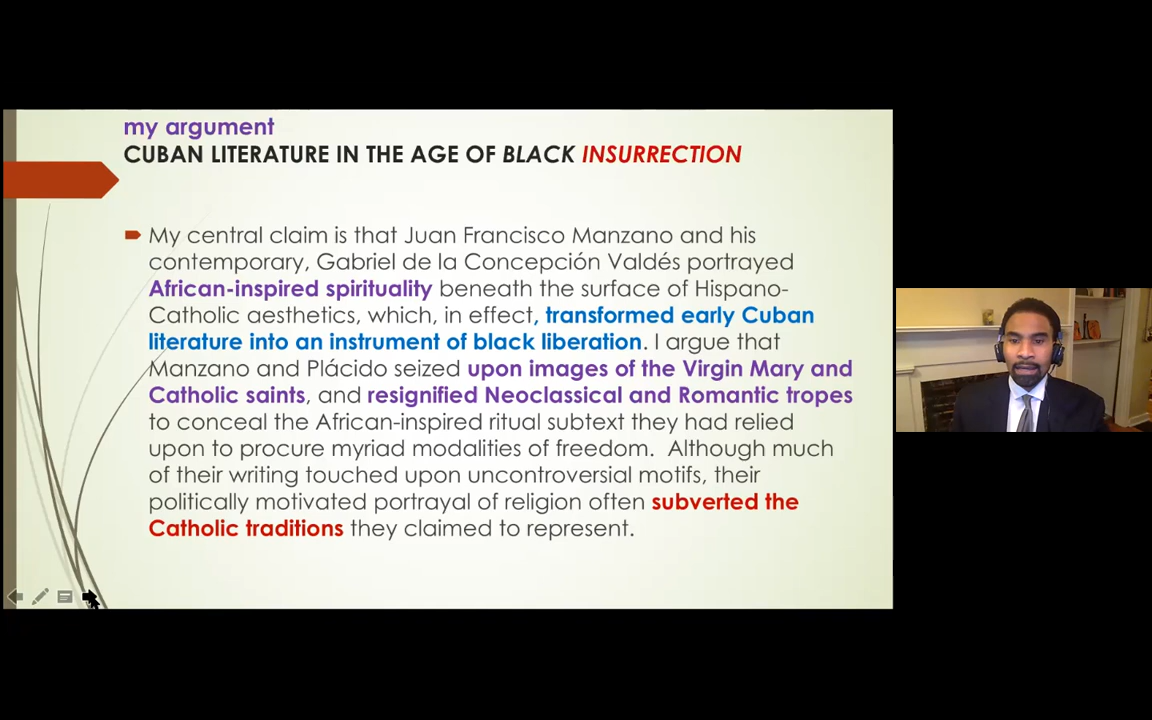 my argument
CUBAN LITERATURE IN THE AGE OF BLACK INSURRECTION
My central claim is that Juan Francisco Manzano and his
contemporary, Gabriel de la Concepción Valdés portrayed
African-inspired spirituality beneath the surface of Hispano-
Catholic aesthetics, which, in effect, transformed early Cuban
literature into an instrument of black liberation. I argue that
Manzano and Plácido seized upon images of the Virgin Mary and
Catholic saints, and resignified Neoclassical and Romantic tropes
to conceal the African-inspired ritual subtext they had relied
upon to procure myriad modalities of freedom.  Although much
of their writing touched upon uncontroversial motifs, their
politically motivated portrayal of religion often subverted the
Catholic traditions they claimed to represent.